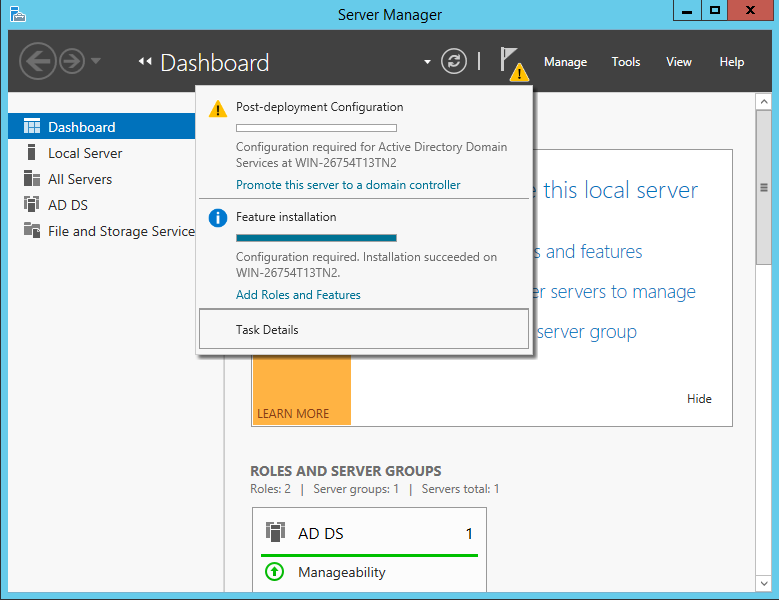 Server Manager
Dashboard
Manage
Tools
View
Help
Dashboard
Local Server
All Servers
AD DS
File and Storage Service
Post-deployment Configuration
Configuration required for Active Directory Domain
Services at WIN-26754T13TN2
Promote this server to a domain controller
Feature installation
Configuration required. Installation succeeded on
WIN-26754T13TN2.
Add Roles and Features
Task Details
this local server
and features
servers to manage
server group
LEARN MORE
Hide
ROLES AND SERVER GROUPS
Roles: 2 | Server groups: 1 | Servers total: 1
AD DS 1
Manageability